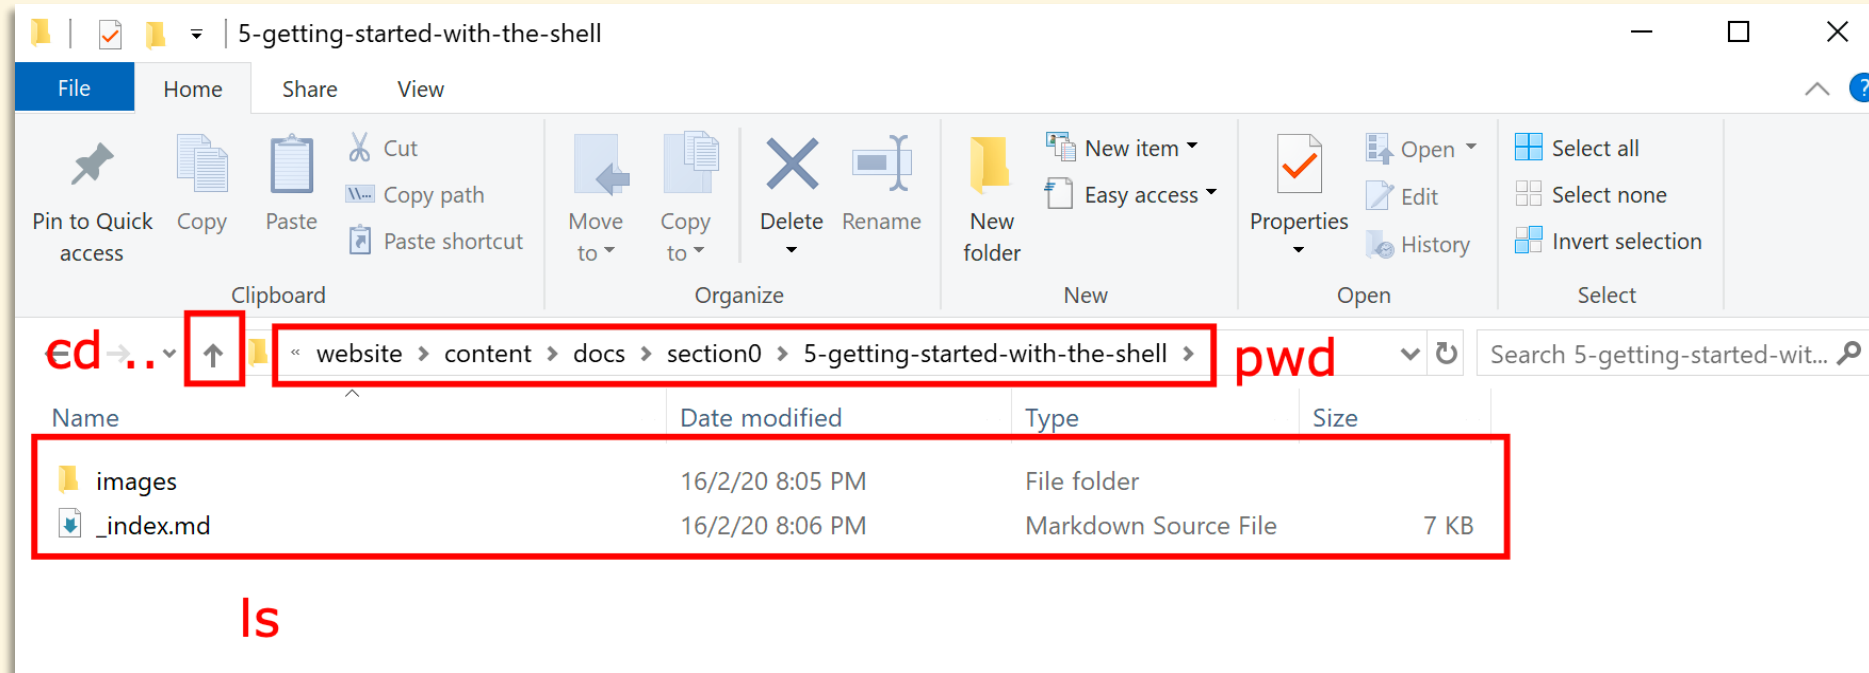 5-getting-started-with-the-shell
File Home Share View
?
Pin to Quick access
Copy
Paste
Cut
Copy path
Paste shortcut
Clipboard
Move to
Copy to
Delete
Rename
Organize
New folder
New item
Easy access
New
Properties
Open
Edit
History
Open
Select all
Select none
Invert selection
Select
cd ..
« website > content > docs > section0 > 5-getting-started-with-the-shell >
pwd
Search 5-getting-started-wit...
Name Date modified Type Size
images 16/2/20 8:05 PM File folder
_index.md 16/2/20 8:06 PM Markdown Source File 7 KB
ls